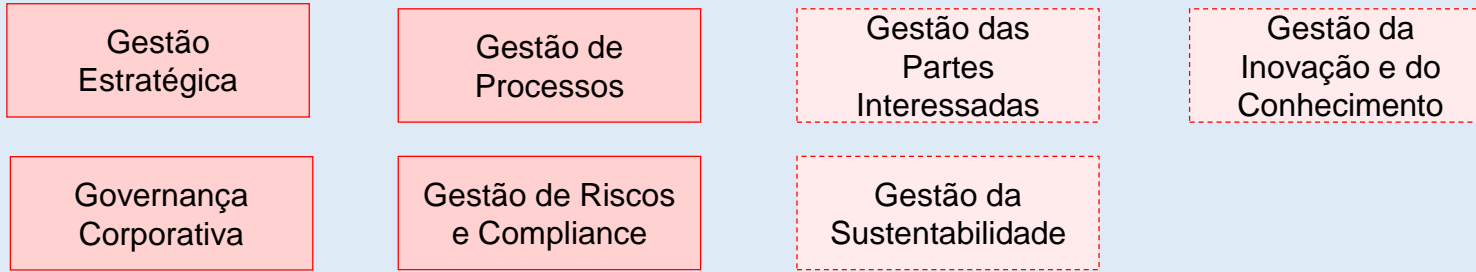 Gestão
Estratégica
Gestão de
Processos
Gestão das
Partes
Interessadas
Gestão da
Inovação e do
Conhecimento
Governança
Corporativa
Gestão de Riscos
e Compliance
Gestão da
Sustentabilidade